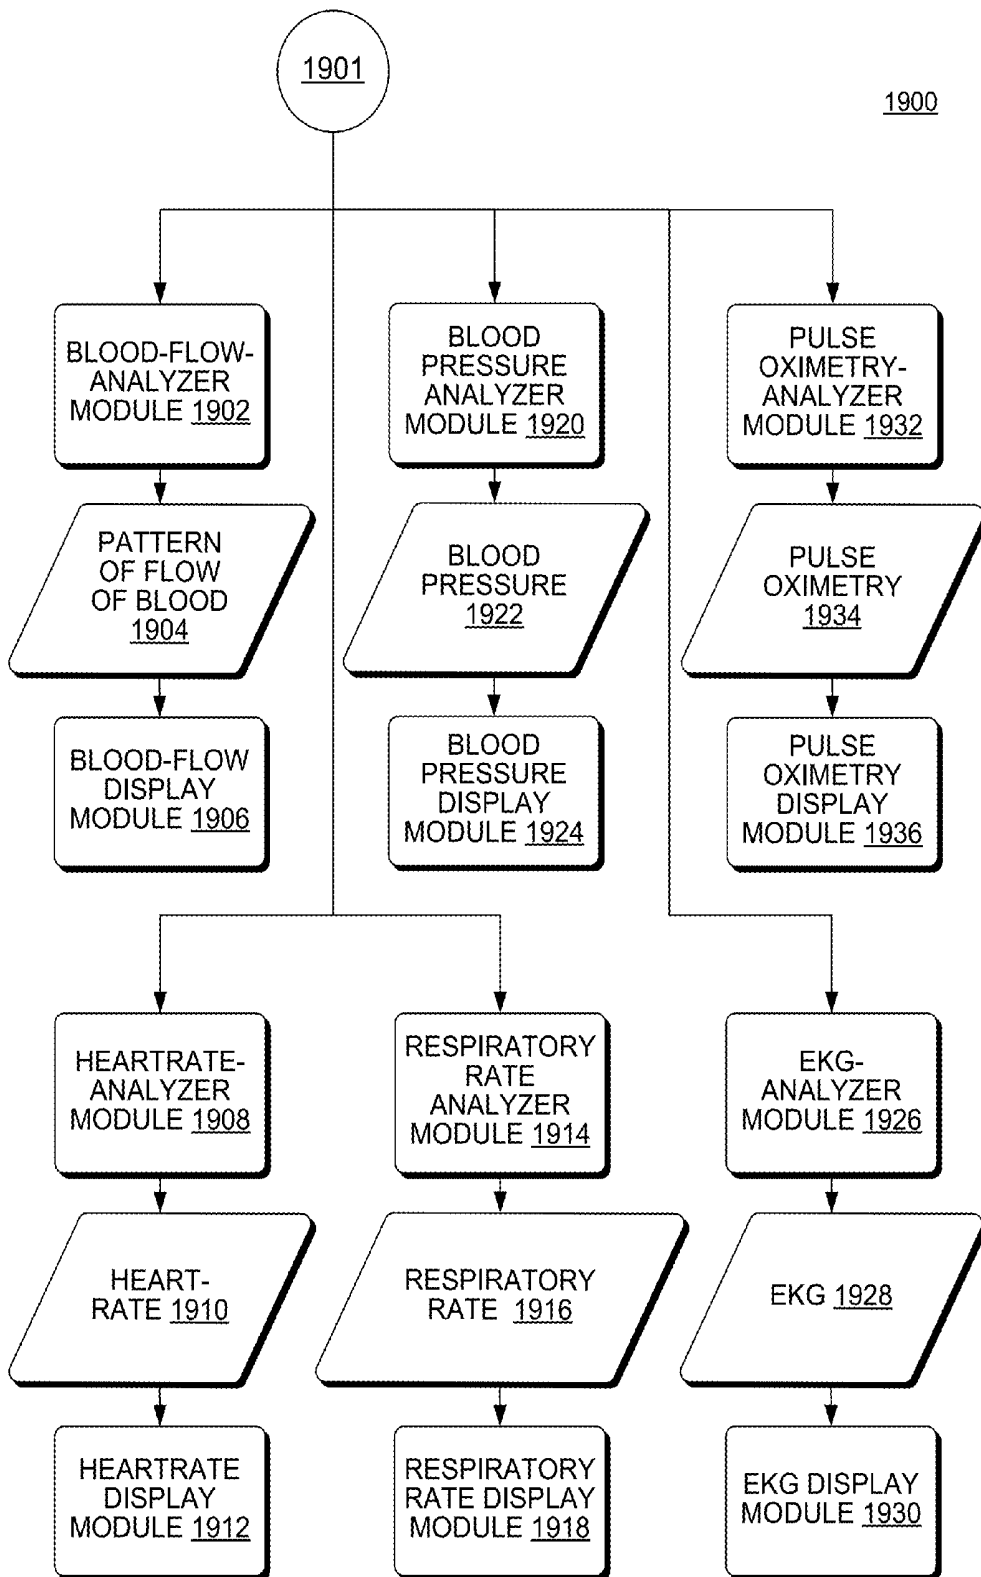 1901
1900
BLOOD-FLOW-
ANALYZER
MODULE 1902
BLOOD
PRESSURE
ANALYZER
MODULE 1920
PULSE
OXIMETRY-
ANALYZER
MODULE 1932
PATTERN
OF FLOW
OF BLOOD
1904
BLOOD
PRESSURE
1922
PULSE
OXIMETRY
1934
BLOOD-FLOW
DISPLAY
MODULE 1906
BLOOD
PRESSURE
DISPLAY
MODULE 1924
PULSE
OXIMETRY
DISPLAY
MODULE 1936
HEARTRATE-
ANALYZER
MODULE 1908
RESPIRATORY
RATE
ANALYZER
MODULE 1914
EKG-
ANALYZER
MODULE 1926
HEART-
RATE 1910
RESPIRATORY
RATE 1916
EKG 1928
HEARTRATE
DISPLAY
MODULE 1912
RESPIRATORY
RATE DISPLAY
MODULE 1918
EKG DISPLAY
MODULE 1930